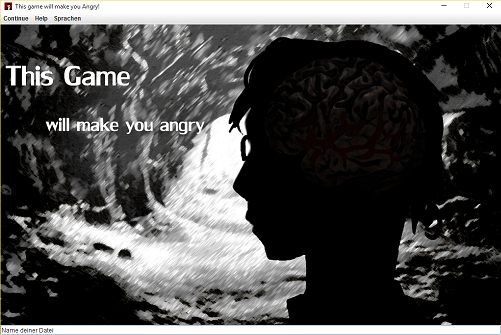 This game will make you Angry!
Continue Help Sprachen
This Game
will make you angry
Name deiner Datei